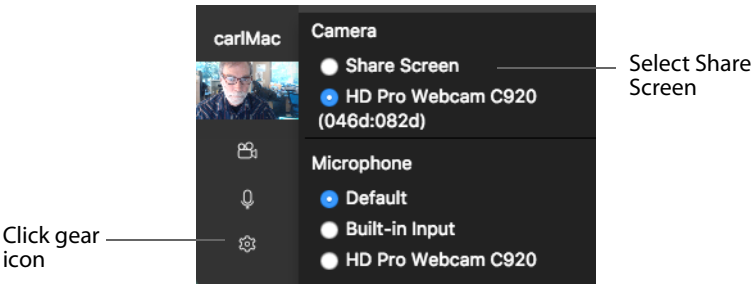 carlMac
Camera
Share Screen
HD Pro Webcam C920
(046d:082d)
Select Share
Screen
Microphone
Default
Built-in Input
HD Pro Webcam C920
Click gear
icon